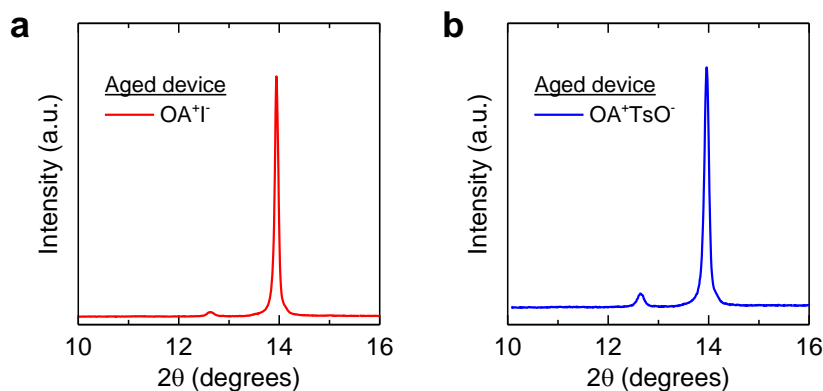 a
Intensity (a.u.)
Aged device
OA⁺I⁻
10 12 14 16
2θ (degrees)
b
Intensity (a.u.)
Aged device
OA⁺TsO⁻
10 12 14 16
2θ (degrees)